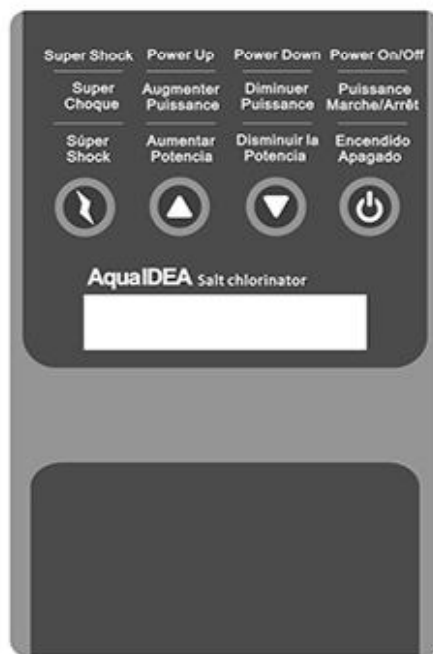 Super Shock Power Up Power Down Power On/Off
Super Choque Augmenter Puissance Diminuer Puissance Puissance Marche/Arrêt
Súper Shock Aumentar Potencia Disminuir la Potencia Encendido Apagado
AquaIDEA Salt chlorinator